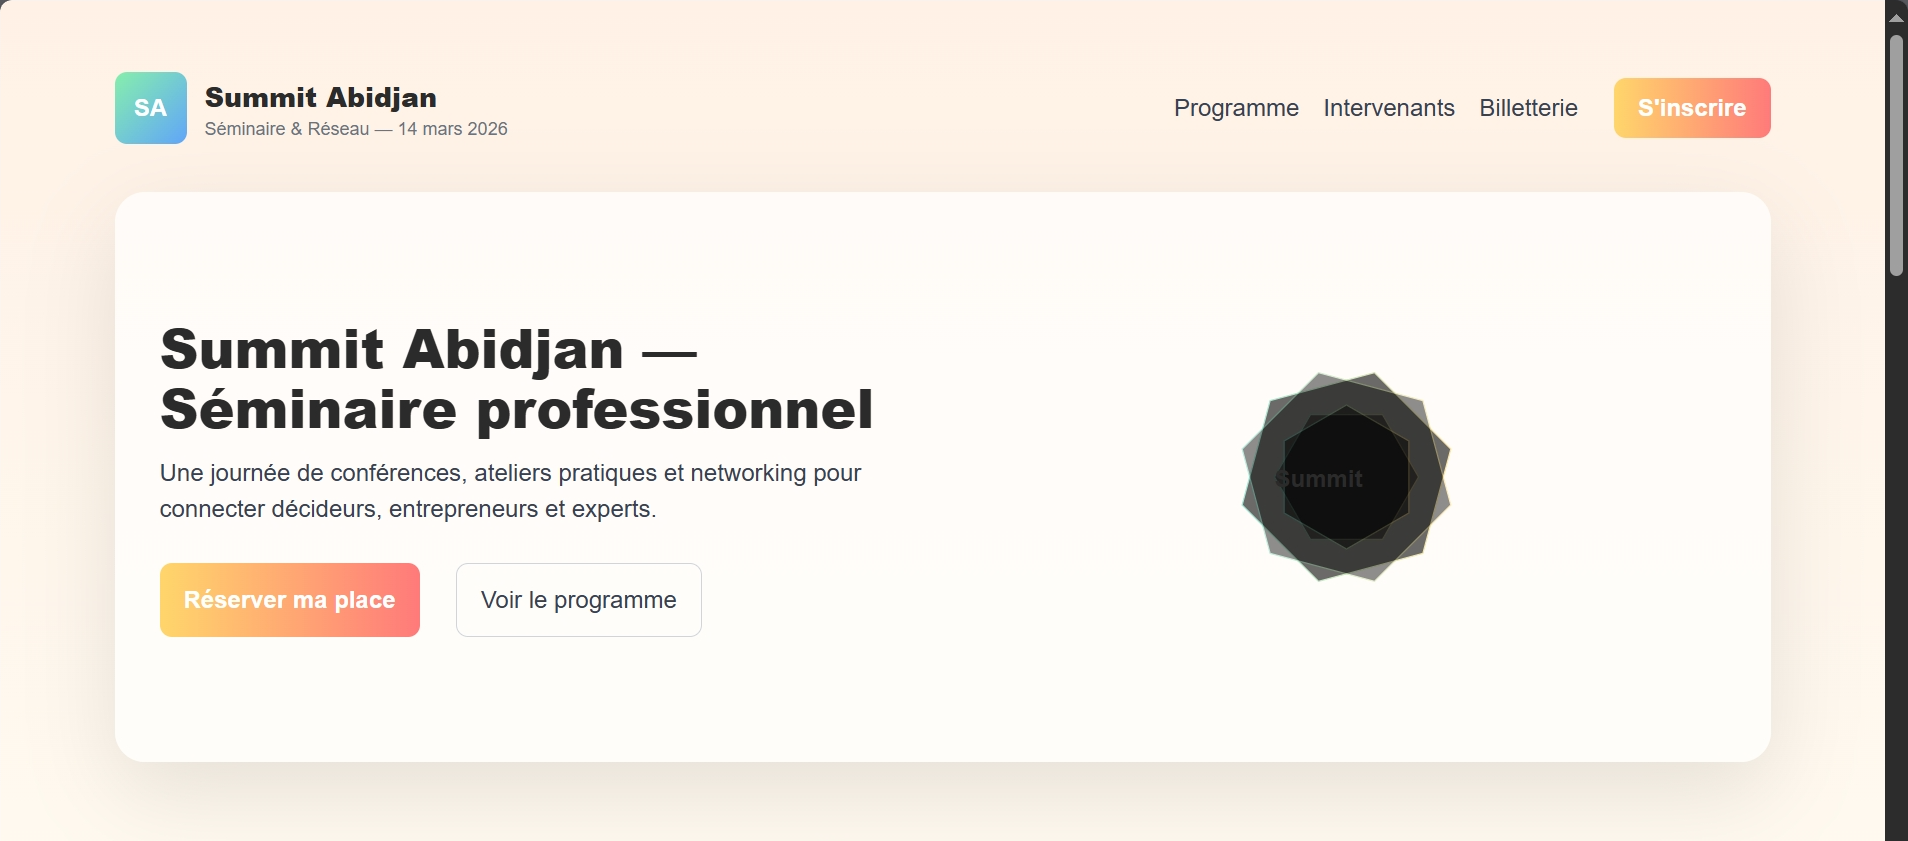 SA
Summit Abidjan
Séminaire & Réseau — 14 mars 2026
Programme
Intervenants
Billetterie
S'inscrire
Summit Abidjan —
Séminaire professionnel
Une journée de conférences, ateliers pratiques et networking pour
connecter décideurs, entrepreneurs et experts.
Réserver ma place
Voir le programme
Summit